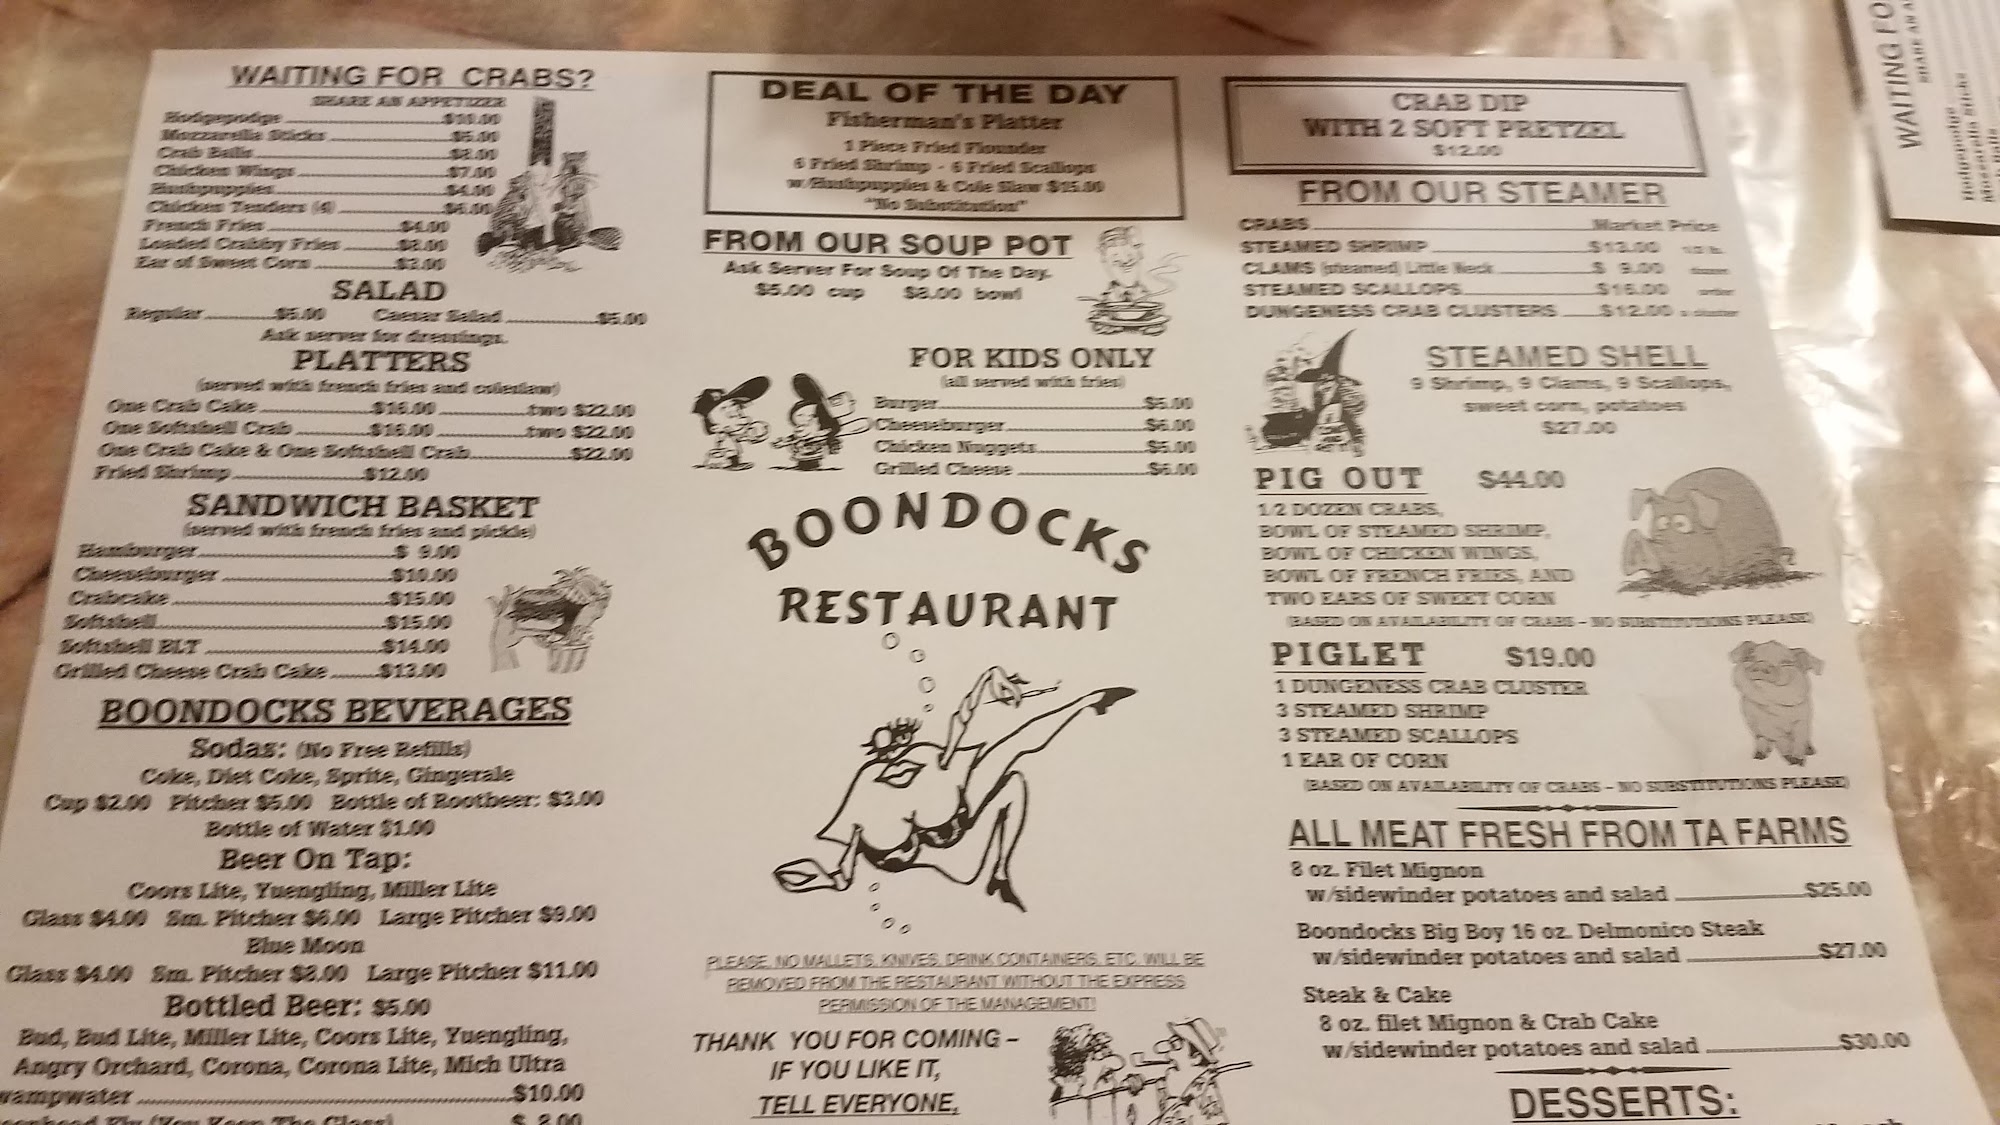 WAITING FOR CRABS?
SHARE AN APPETIZER
Hodgepodge $10.00
Mozzarella Sticks $5.00
Crab Balls $8.00
Chicken Wings $7.00
Hushpuppies $4.00
Chicken Tenders (4) $6.00
French Fries $4.00
Loaded Crabby Fries $8.00
Ear of Sweet Corn $3.00
SALAD
Regular $5.00 Caesar Salad $5.00
Ask server for dressings.
PLATTERS
(served with french fries and coleslaw)
One Crab Cake $16.00 two $22.00
One Softshell Crab $16.00 two $22.00
One Crab Cake & One Softshell Crab $22.00
Fried Shrimp $12.00
SANDWICH BASKET
(served with french fries and pickle)
Hamburger $ 9.00
Cheeseburger $10.00
Crabcake $15.00
Softshell $15.00
Softshell BLT $14.00
Grilled Cheese Crab Cake $13.00
BOONDOCKS BEVERAGES
Sodas: (No Free Refills)
Coke, Diet Coke, Sprite, Gingerale
Cup $2.00 Pitcher $5.00 Bottle of Rootbeer: $3.00
Bottle of Water $1.00
Beer On Tap:
Coors Lite, Yuengling, Miller Lite
Glass $4.00 Sm. Pitcher $6.00 Large Pitcher $9.00
Blue Moon
Glass $4.00 Sm. Pitcher $8.00 Large Pitcher $11.00
Bottled Beer: $5.00
Bud, Bud Lite, Miller Lite, Coors Lite, Yuengling,
Angry Orchard, Corona, Corona Lite, Mich Ultra
wampwater $10.00
Fly (You Keep The Glass) $ 8.00
DEAL OF THE DAY
Fisherman's Platter
1 Piece Fried Flounder
6 Fried Shrimp - 6 Fried Scallops
w/Hushpuppies & Cole Slaw $15.00
"No Substitution"
FROM OUR SOUP POT
Ask Server For Soup Of The Day.
$5.00 cup $8.00 bowl
FOR KIDS ONLY
(all served with fries)
Burger $5.00
Cheeseburger $6.00
Chicken Nuggets $5.00
Grilled Cheese $6.00
BOONDOCKS
RESTAURANT
PLEASE, NO MALLETS, KNIVES, DRINK CONTAINERS, ETC. WILL BE
REMOVED FROM THE RESTAURANT WITHOUT THE EXPRESS
PERMISSION OF THE MANAGEMENT!
THANK YOU FOR COMING –
IF YOU LIKE IT,
TELL EVERYONE,
CRAB DIP
WITH 2 SOFT PRETZEL
$12.00
FROM OUR STEAMER
CRABS Market Price
STEAMED SHRIMP $13.00 1/2 lb.
CLAMS (steamed) Little Neck $ 9.00 dozen
STEAMED SCALLOPS $16.00 order
DUNGENESS CRAB CLUSTERS $12.00 a cluster
STEAMED SHELL
9 Shrimp, 9 Clams, 9 Scallops,
sweet corn, potatoes
$27.00
PIG OUT $44.00
1/2 DOZEN CRABS,
BOWL OF STEAMED SHRIMP,
BOWL OF CHICKEN WINGS,
BOWL OF FRENCH FRIES, AND
TWO EARS OF SWEET CORN
(BASED ON AVAILABILITY OF CRABS – NO SUBSTITUTIONS PLEASE)
PIGLET $19.00
1 DUNGENESS CRAB CLUSTER
3 STEAMED SHRIMP
3 STEAMED SCALLOPS
1 EAR OF CORN
(BASED ON AVAILABILITY OF CRABS – NO SUBSTITUTIONS PLEASE)
ALL MEAT FRESH FROM TA FARMS
8 oz. Filet Mignon
w/sidewinder potatoes and salad $25.00
Boondocks Big Boy 16 oz. Delmonico Steak
w/sidewinder potatoes and salad $27.00
Steak & Cake
8 oz. filet Mignon & Crab Cake
w/sidewinder potatoes and salad $30.00
DESSERTS:
WAITING FO
SHARE AN A
Hodgepodge
Mozzarella Sticks